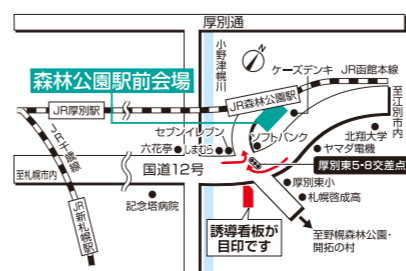 厚別通
小野津幌川
N
ケーズデンキ
JR函館本線
森林公園駅前会場
JR厚別駅
JR森林公園駅
至江別市内
セブンイレブン
ソフトバンク
北翔大学
六花亭
しまむら
ヤマダ電機
JR千歳線
国道12号
厚別東5・8交差点
至札幌市内
厚別東小
札幌啓成高
記念塔病院
JR新札幌駅
誘導看板が
目印です
至野幌森林公園・
開拓の村